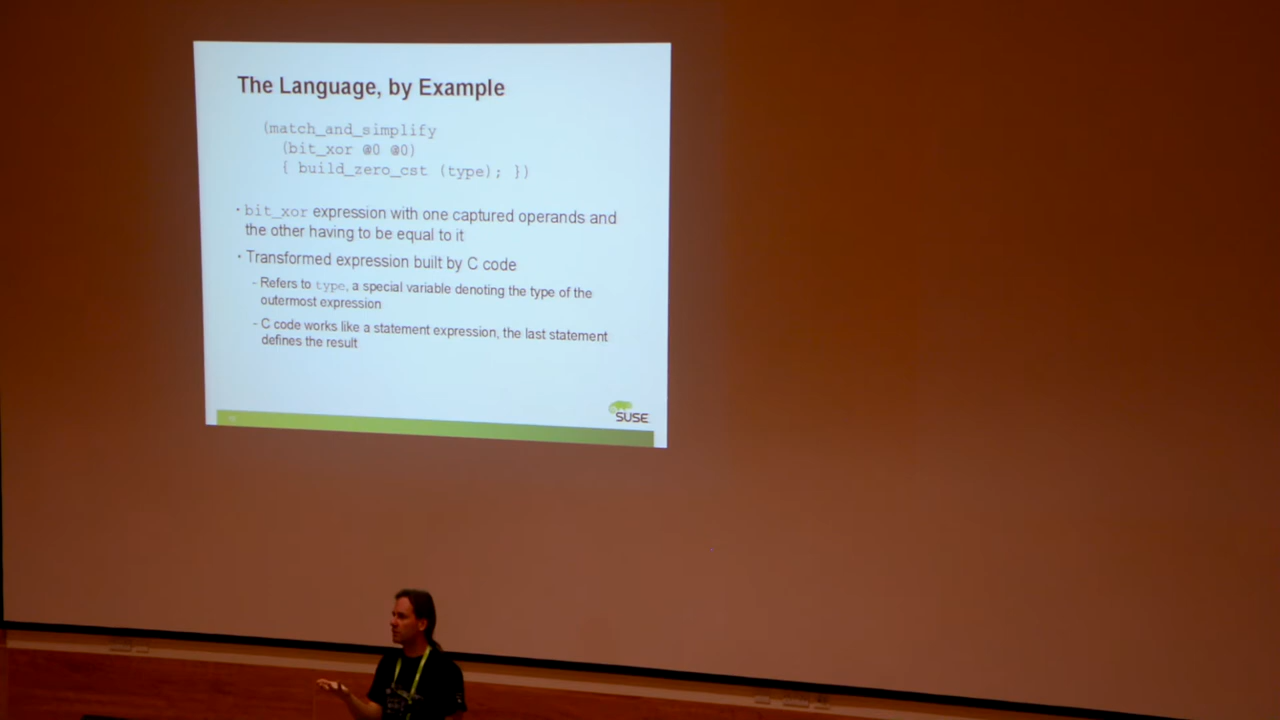 The Language, by Example
(match_and_simplify
(bit_xor @0 @0)
{ build_zero_cst (type); })
• bit_xor expression with one captured operands and
the other having to be equal to it
• Transformed expression built by C code
- Refers to type, a special variable denoting the type of the
outermost expression
- C code works like a statement expression, the last statement
defines the result
SUSE